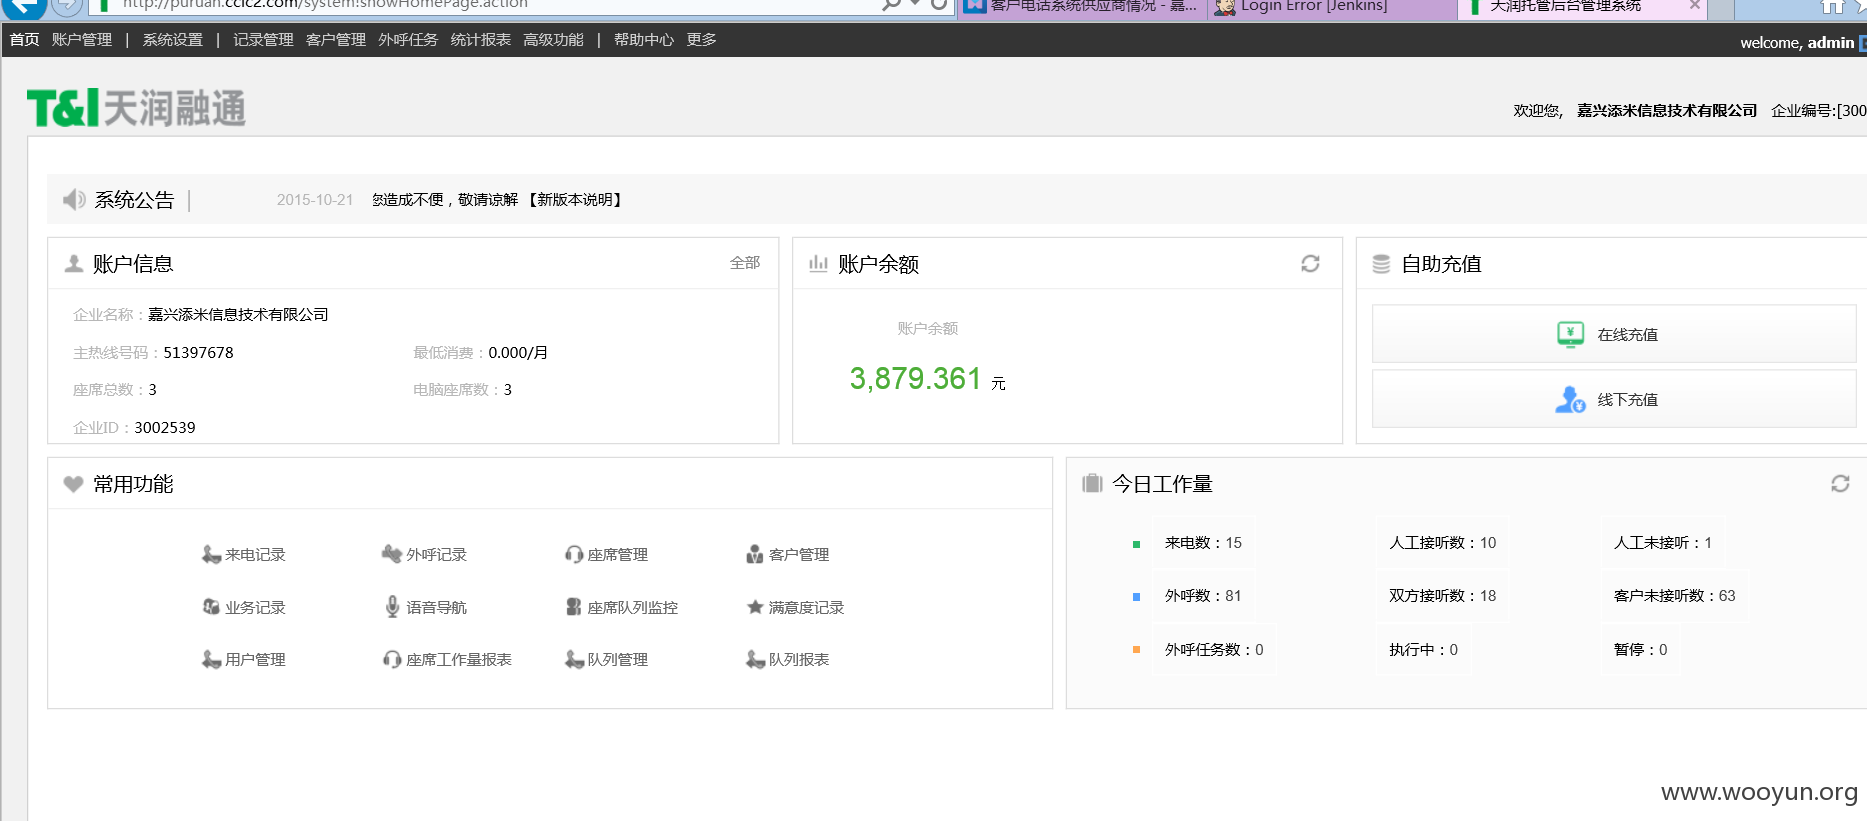 http://puruan.ccic2.com/system!showHomePage.action
客户电话系统供应商情况 - 嘉...
Login Error [Jenkins]
天润托管后台管理系统
首页 账户管理 | 系统设置 | 记录管理 客户管理 外呼任务 统计报表 高级功能 | 帮助中心 更多
welcome, admin
T&I 天润融通
欢迎您, 嘉兴添米信息技术有限公司 企业编号:[300
系统公告 | 2015-10-21 您造成不便，敬请谅解 【新版本说明】
账户信息 全部
企业名称：嘉兴添米信息技术有限公司
主热线号码：51397678 最低消费：0.000/月
座席总数：3 电脑座席数：3
企业ID：3002539
账户余额
账户余额
3,879.361 元
自助充值
在线充值
线下充值
常用功能
来电记录 外呼记录 座席管理 客户管理
业务记录 语音导航 座席队列监控 满意度记录
用户管理 座席工作量报表 队列管理 队列报表
今日工作量
来电数：15 人工接听数：10 人工未接听：1
外呼数：81 双方接听数：18 客户未接听数：63
外呼任务数：0 执行中：0 暂停：0
www.wooyun.org